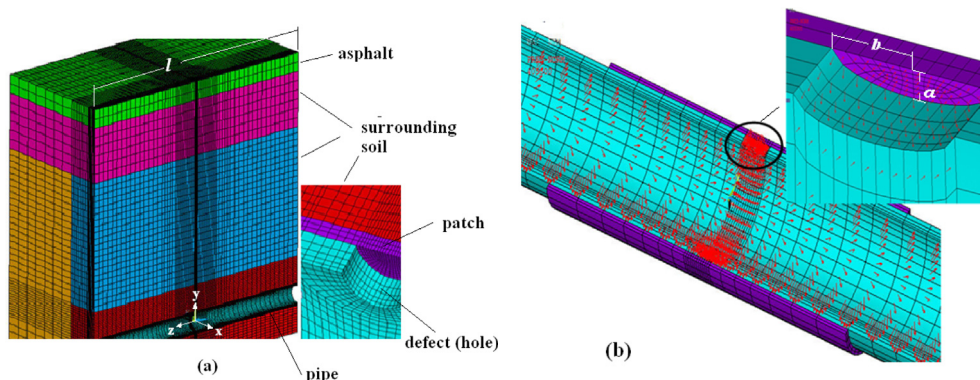 l
asphalt
surrounding
soil
patch
defect (hole)
pipe
y
z
x
(a)
b
a
(b)